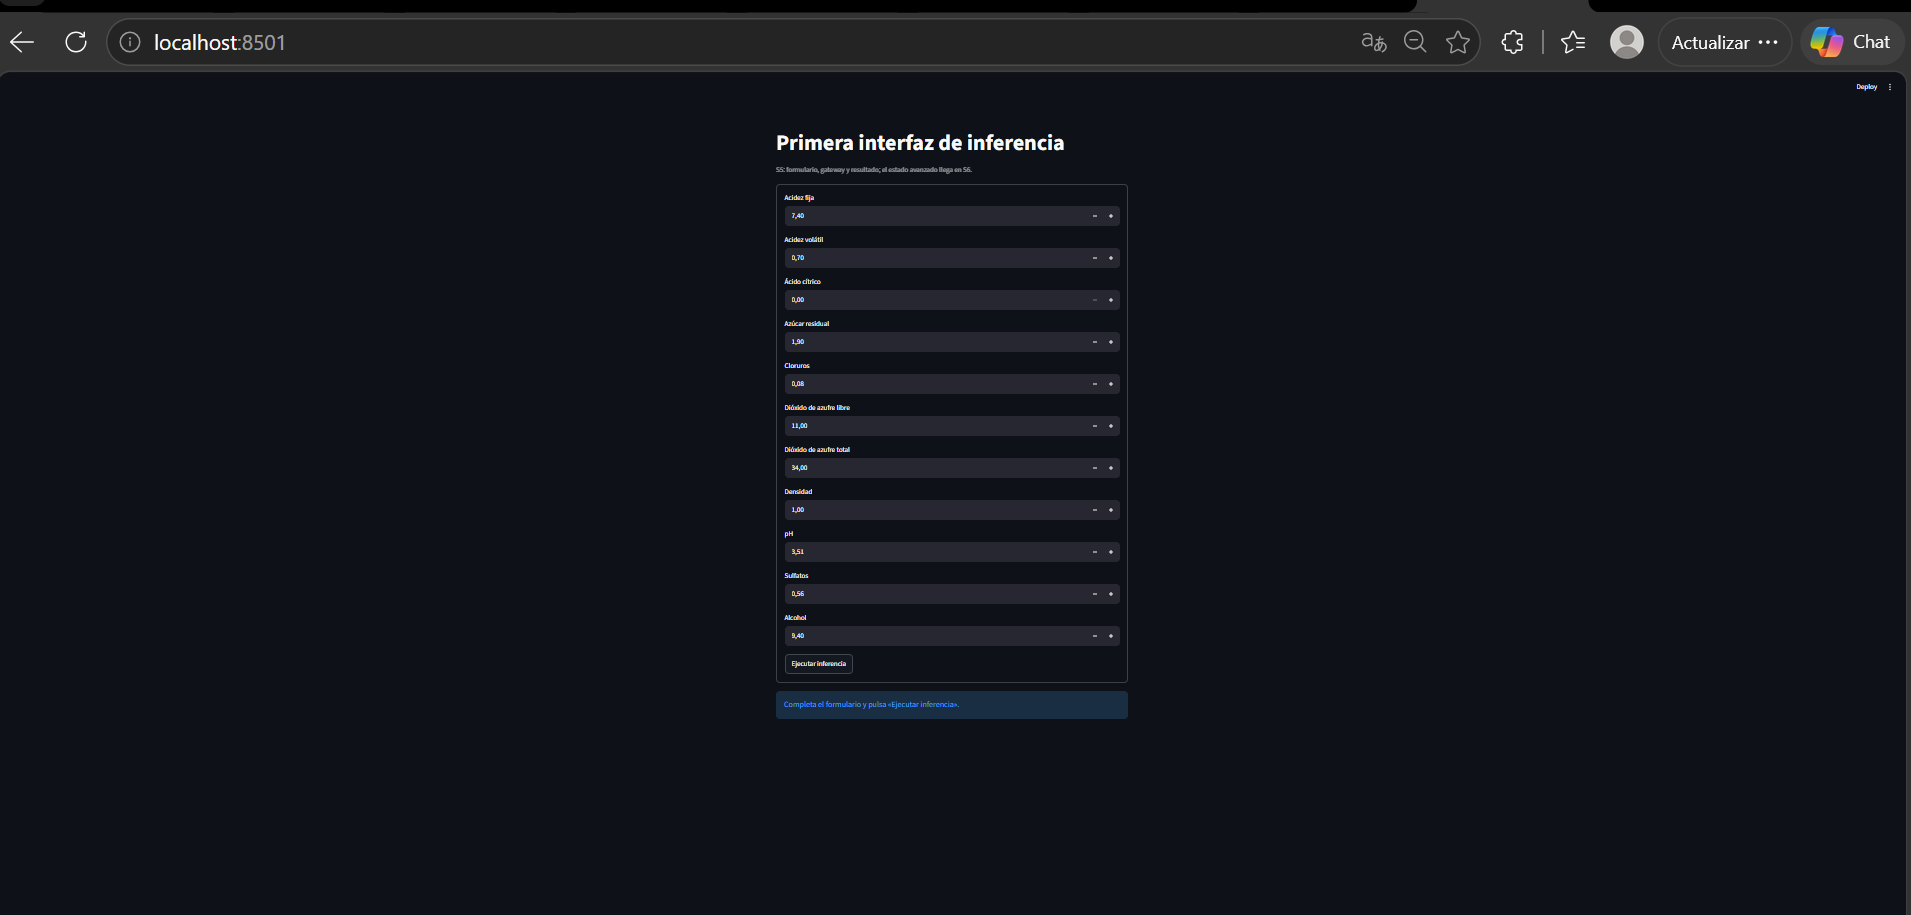 localhost:8501
Actualizar
Chat
Deploy
Primera interfaz de inferencia
S5: formulario, gateway y resultado; el estado avanzado llega en S6.
Acidez fija
7,40
Acidez volátil
0,70
Ácido cítrico
0,00
Azúcar residual
1,90
Cloruros
0,08
Dióxido de azufre libre
11,00
Dióxido de azufre total
34,00
Densidad
1,00
pH
3,51
Sulfatos
0,56
Alcohol
9,40
Ejecutar inferencia
Completa el formulario y pulsa «Ejecutar inferencia».